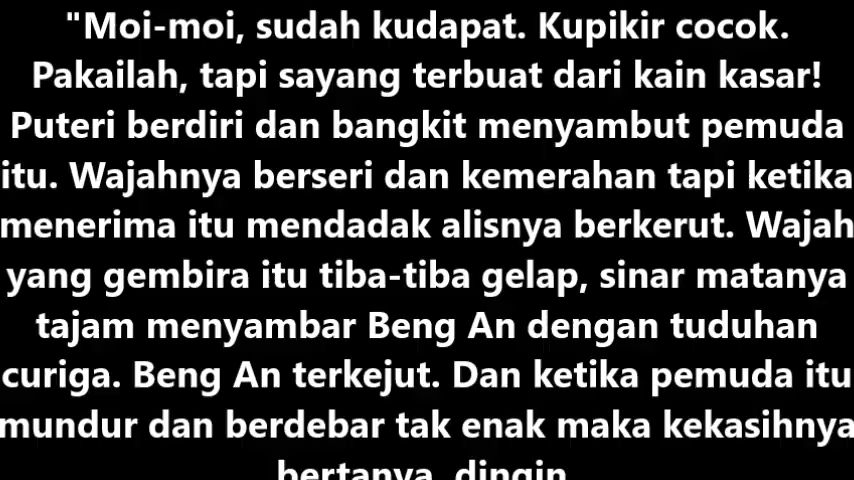 "Moi-moi, sudah kudapat. Kupikir cocok.
Pakailah, tapi sayang terbuat dari kain kasar!
Puteri berdiri dan bangkit menyambut pemuda
itu. Wajahnya berseri dan kemerahan tapi ketika
menerima itu mendadak alisnya berkerut. Wajah
yang gembira itu tiba-tiba gelap, sinar matanya
tajam menyambar Beng An dengan tuduhan
curiga. Beng An terkejut. Dan ketika pemuda itu
mundur dan berdebar tak enak maka kekasihnya
bertanya, dingin